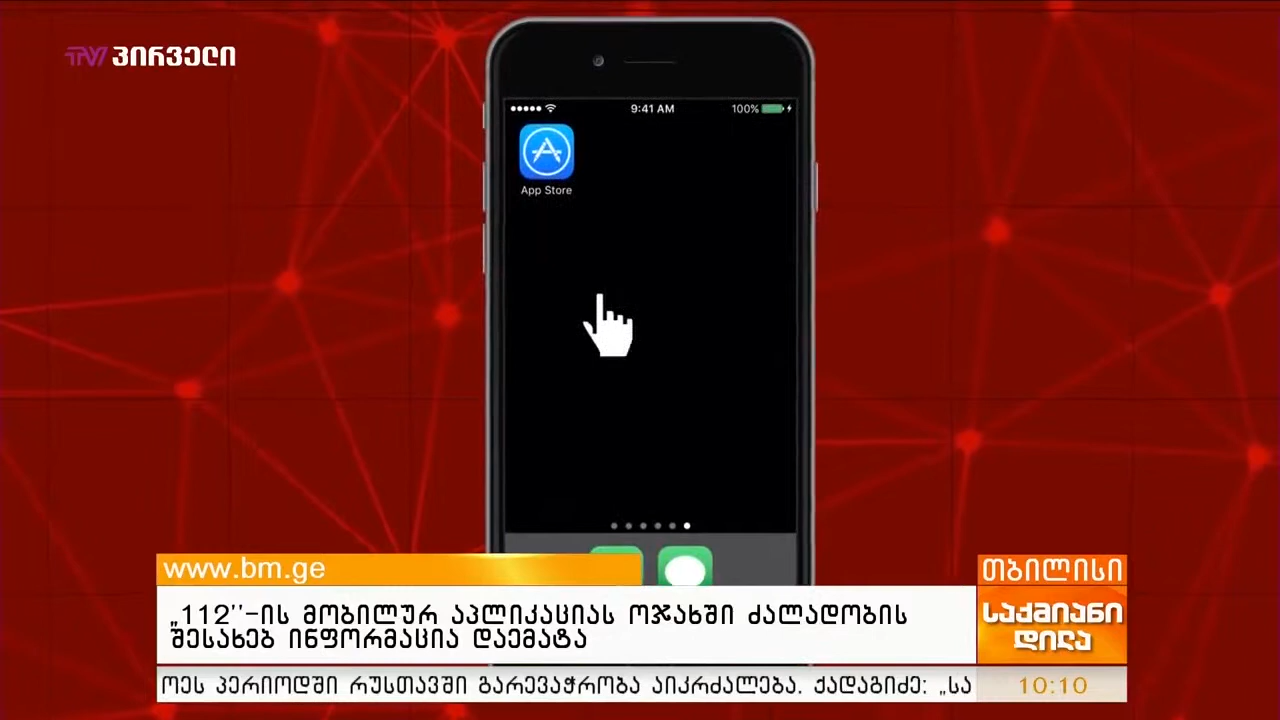 TV ᲞᲘᲠᲕᲔᲚᲘ
9:41 AM
100%
App Store
www.bm.ge
თბილისი
„112’’-ის მობილურ აპლიკაციას ოჯახში ძალადობის
შესახებ ინფორმაცია დაემატა
საქმიანი
დილა
ოეს პერიოდში რუსთავში გარევაჭრობა აიკრძალება. ქადაგიძე: „სა
10:10